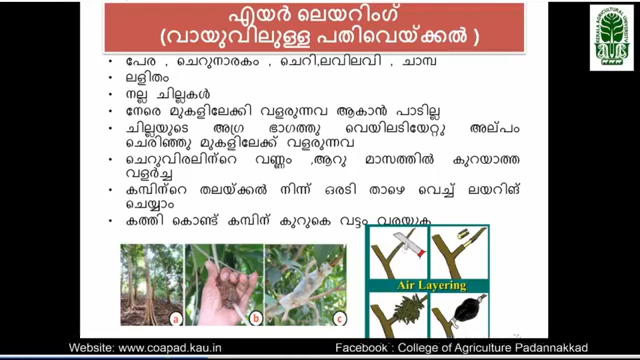 എയർ ലെയറിംഗ്
(വായുവിലുള്ള പതിവെയ്ക്കൽ )
• പേര , ചെറുനാരകം , ചെറി,ലവിലവി , ചാമ്പ
• ലളിതം
• നല്ല ചില്ലകൾ
• നേരെ മുകളിലേക്കി വളരുന്നവ ആകാൻ പാടില്ല
• ചില്ലയുടെ അഗ്ര ഭാഗത്തു വെയിലടിയേറ്റു അല്പം
ചെരിഞ്ഞു മുകളിലേക്ക് വളരുന്നവ
• ചെറുവിരലിന്റെ വണ്ണം ,ആറു മാസത്തിൽ കുറയാത്ത
വളർച്ച
• കമ്പിന്റെ തലയ്ക്കൽ നിന്ന് ഒരടി താഴെ വെച്ച് ലയറിങ്
ചെയ്യാം
• കത്തി കൊണ്ട് കമ്പിന് കുറുകെ വട്ടം വരയുക
a b c
Air Layering
Website: www.coapad.kau.in Facebook : College of Agriculture Padannakkad